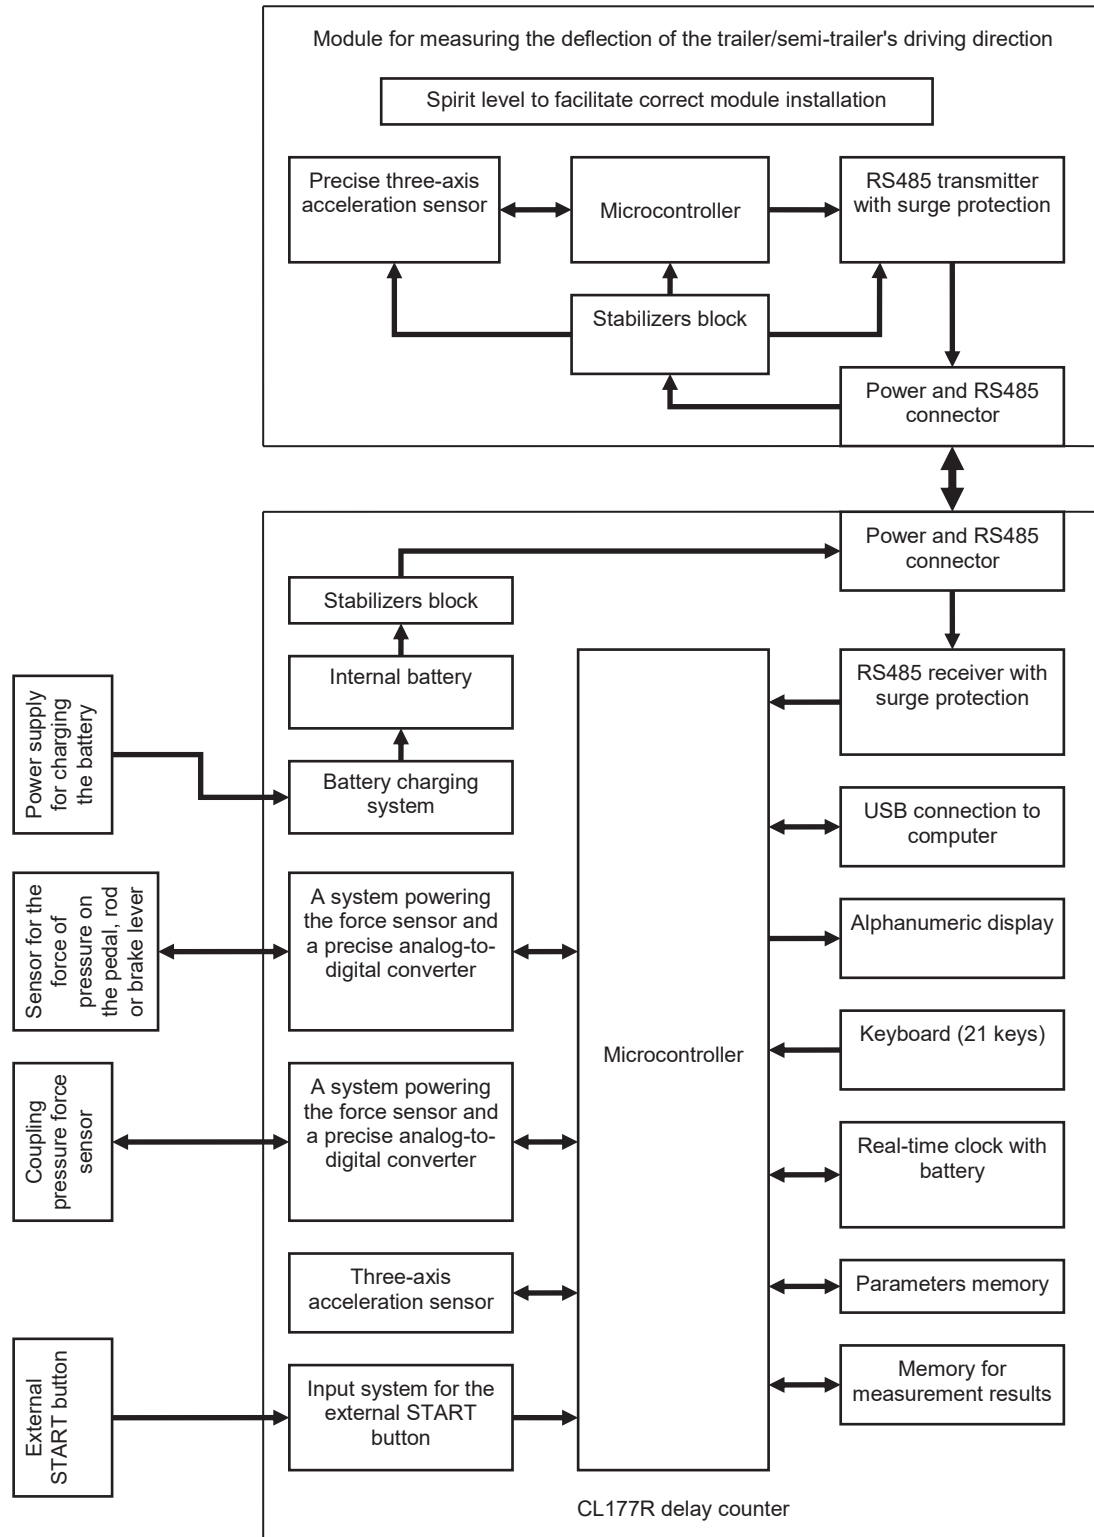 Module for measuring the deflection of the trailer/semi-trailer's driving direction
Spirit level to facilitate correct module installation
Precise three-axis
acceleration sensor
Microcontroller
RS485 transmitter
with surge protection
Stabilizers block
Power and RS485
connector
Power and RS485
connector
Stabilizers block
Internal battery
RS485 receiver with
surge protection
Power supply
for charging
the battery
Battery charging
system
USB connection to
computer
Sensor for the
force of
pressure on
the pedal, rod
or brake lever
A system powering
the force sensor and
a precise analog-to-
digital converter
Alphanumeric display
Microcontroller
Keyboard (21 keys)
Coupling
pressure force
sensor
A system powering
the force sensor and
a precise analog-to-
digital converter
Real-time clock with
battery
Three-axis
acceleration sensor
Parameters memory
External
START button
Input system for the
external START
button
Memory for
measurement results
CL177R delay counter